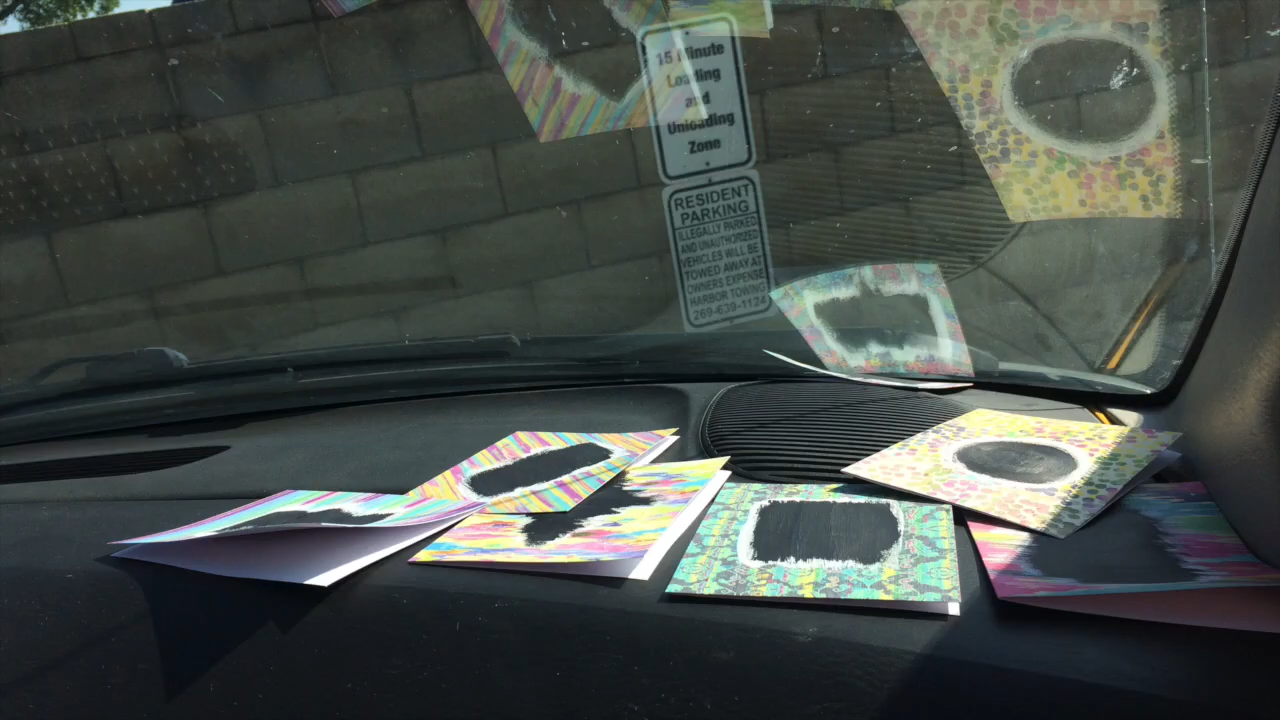 15 Minute
Loading
and
Unloading
Zone
RESIDENT
PARKING
ILLEGALLY PARKED
AND UNAUTHORIZED
VEHICLES WILL BE
TOWED AWAY AT
OWNERS EXPENSE
HARBOR TOWING
269-639-1124